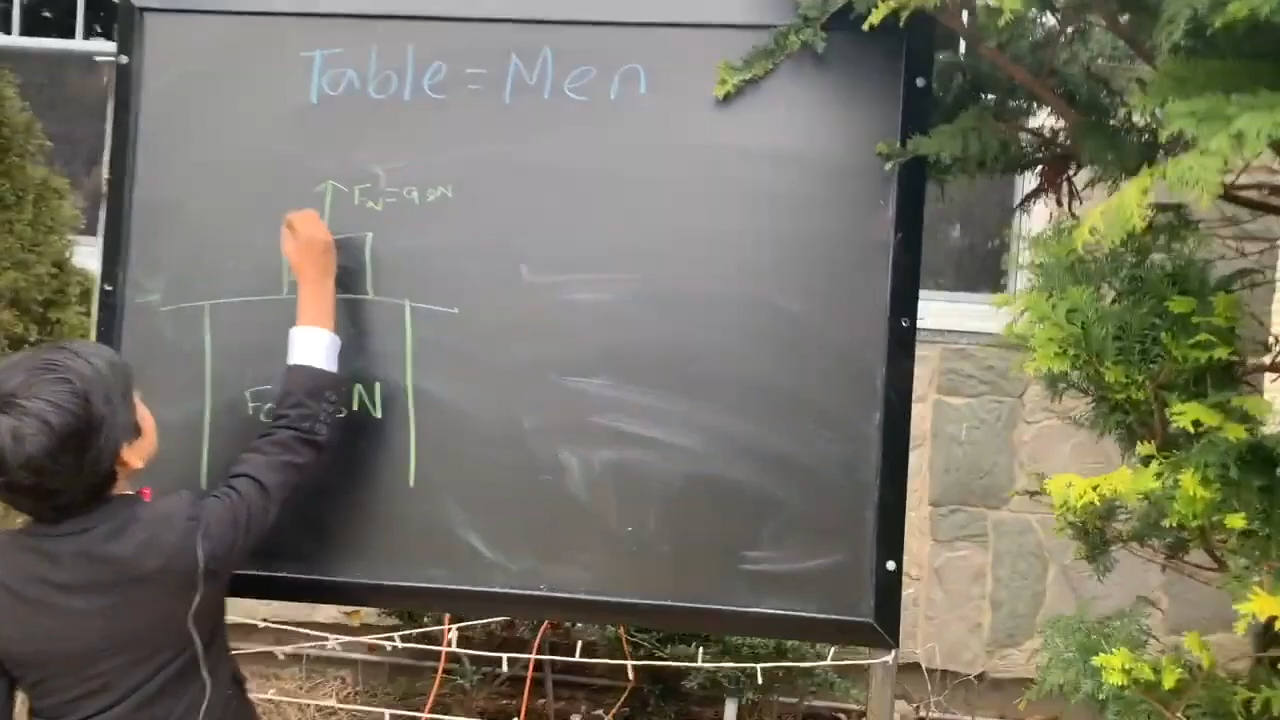 Table = Men
F_N = 9.8N
N